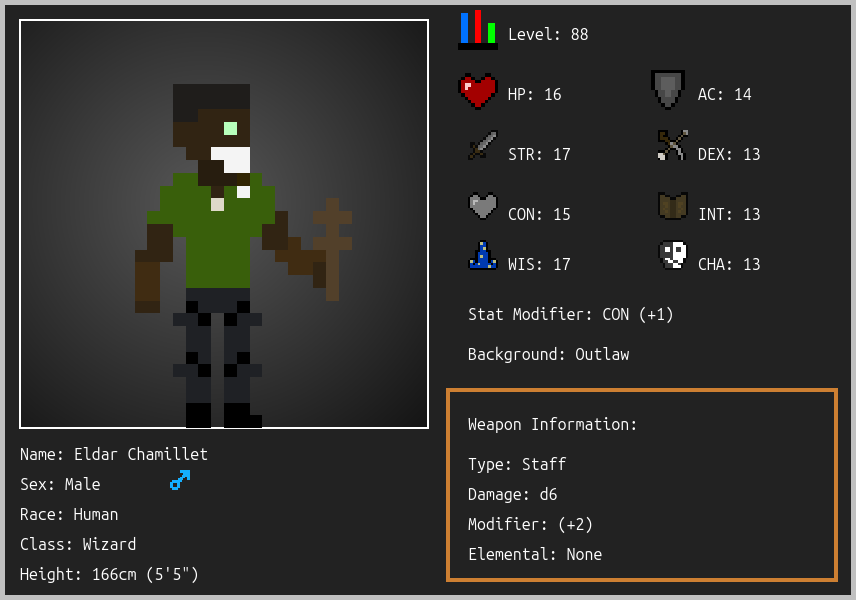 Level: 88
HP: 16
AC: 14
STR: 17
DEX: 13
CON: 15
INT: 13
WIS: 17
CHA: 13
Stat Modifier: CON (+1)
Background: Outlaw
Weapon Information:
Type: Staff
Damage: d6
Modifier: (+2)
Elemental: None
Name: Eldar Chamillet
Sex: Male
Race: Human
Class: Wizard
Height: 166cm (5'5")